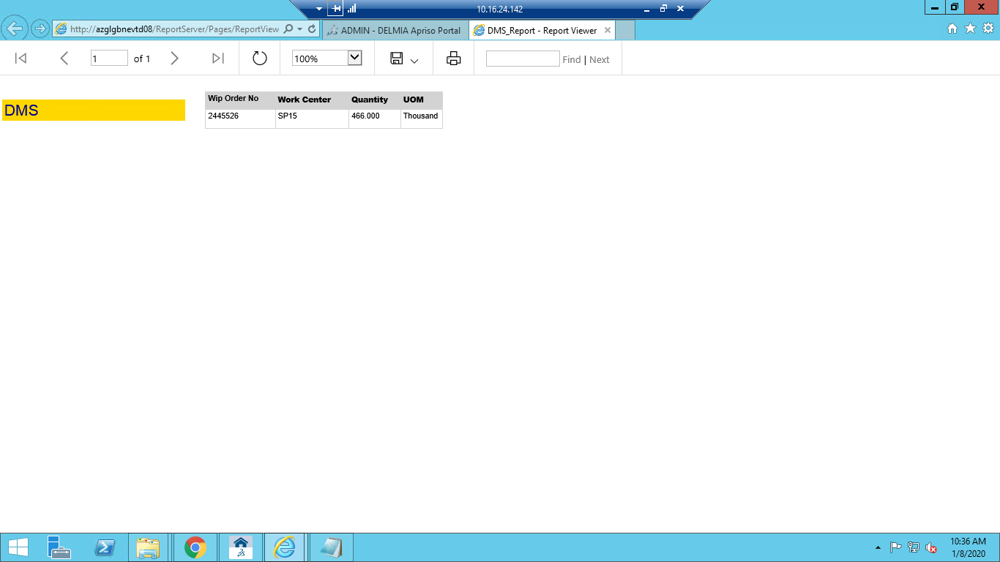 10.16.24.142
http://azglgbnevtd08/ReportServer/Pages/ReportView
ADMIN - DELMIA Apriso Portal
DMS_Report - Report Viewer
1 of 1
100%
Find | Next
DMS
Wip Order No Work Center Quantity UOM
2445526 SP15 466.000 Thousand
10:36 AM
1/8/2020